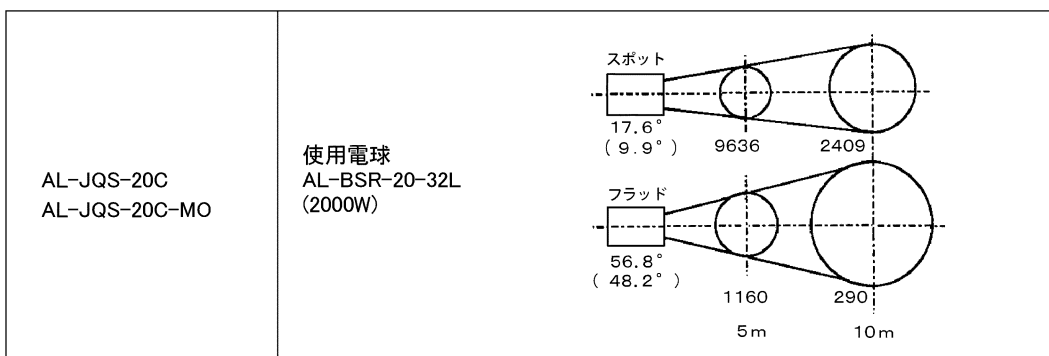 AL-JQS-20C
AL-JQS-20C-MO
使用電球
AL-BSR-20-32L
(2000W)
スポット
17.6°
( 9.9° )
9636
2409
フラッド
56.8°
( 48.2° )
1160
290
5m
10m